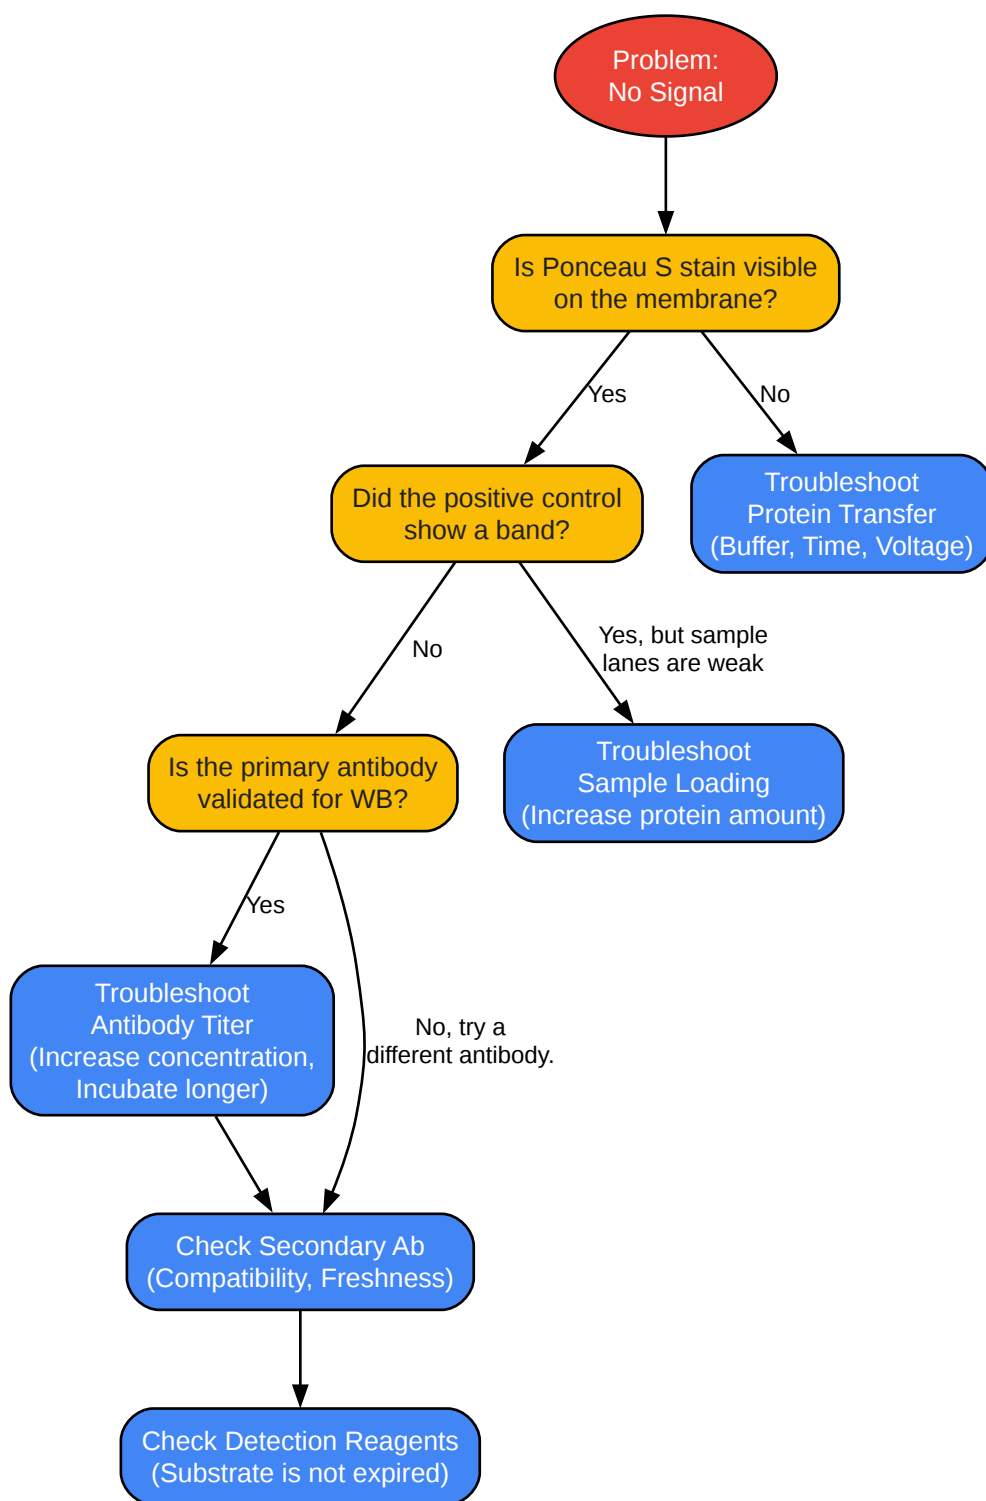 Problem:
No Signal
Is Ponceau S stain visible
on the membrane?
Yes
No
Did the positive control
show a band?
Troubleshoot
Protein Transfer
(Buffer, Time, Voltage)
No
Yes, but sample
lanes are weak
Is the primary antibody
validated for WB?
Troubleshoot
Sample Loading
(Increase protein amount)
Yes
No, try a
different antibody.
Troubleshoot
Antibody Titer
(Increase concentration,
Incubate longer)
Check Secondary Ab
(Compatibility, Freshness)
Check Detection Reagents
(Substrate is not expired)